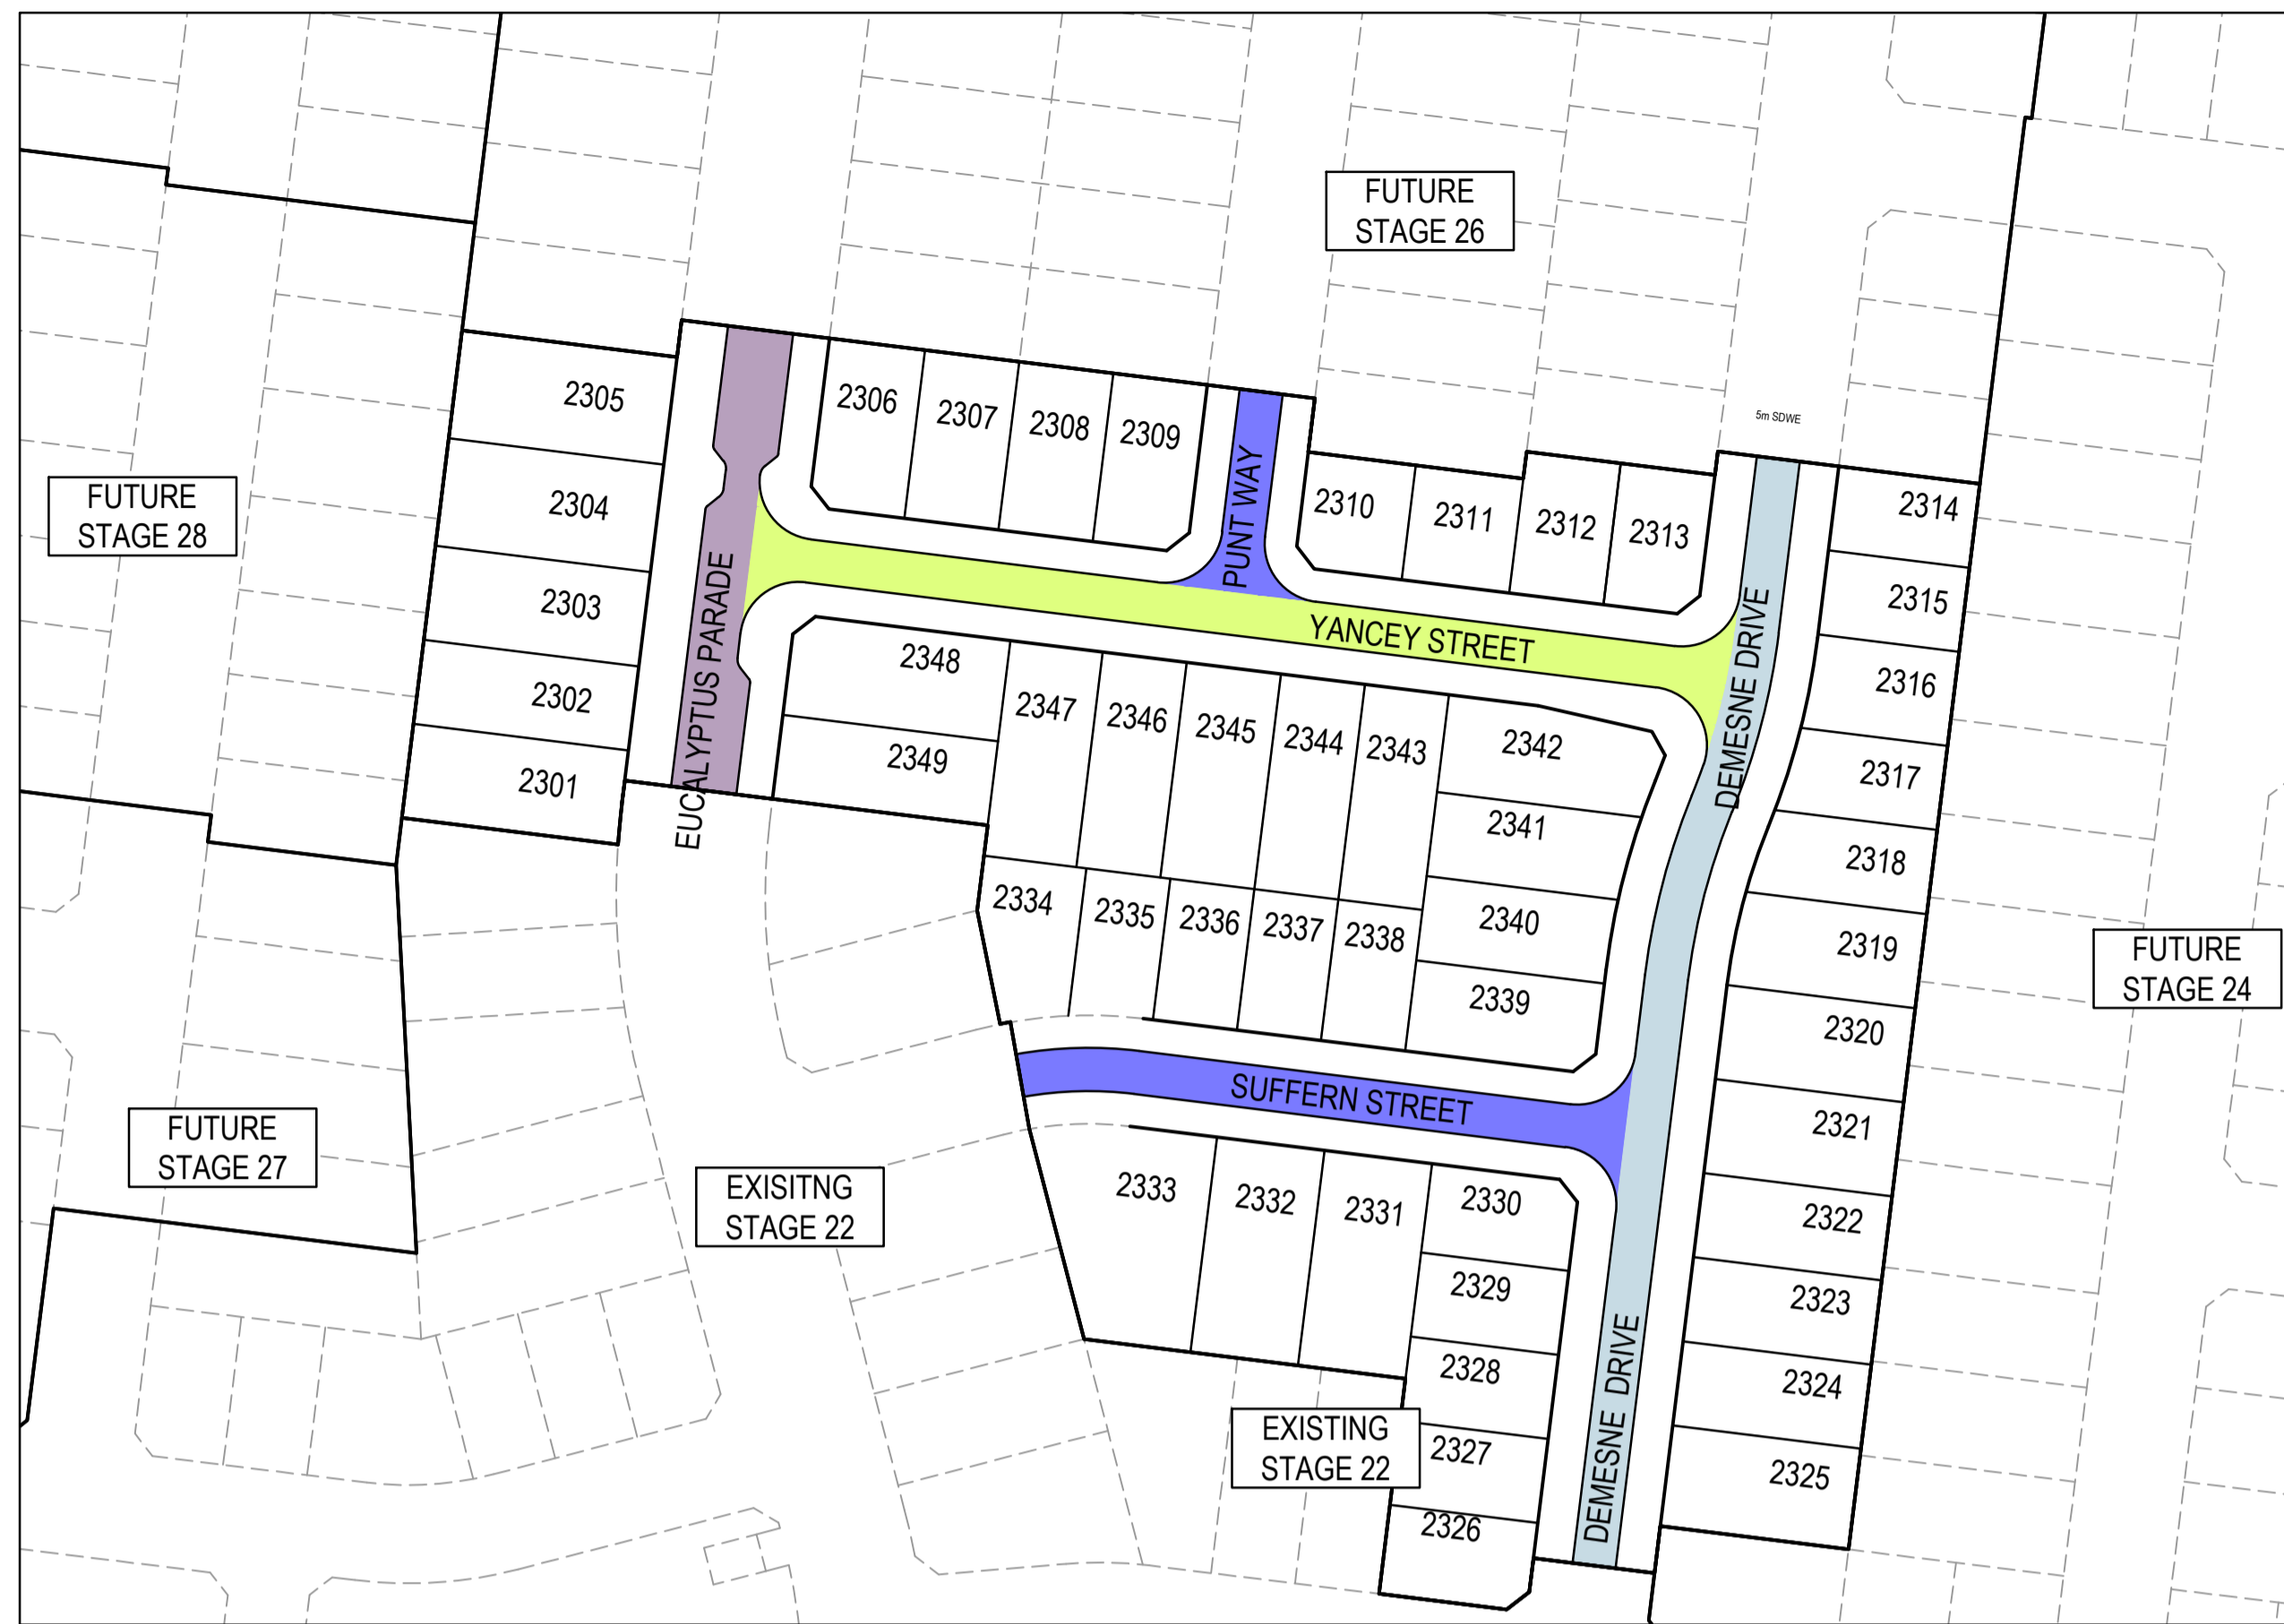 FUTURE
STAGE 26
2305
2306
2307
2308
2309
5m SDWE
FUTURE
STAGE 28
2304
2310
2311
2312
2313
2314
PUNT WAY
2303
2315
YANCEY STREET
EUCALYPTUS PARADE
DEMESNE DRIVE
2302
2348
2316
2301
2349
2347
2346
2345
2344
2343
2342
2317
2341
2318
2334
2335
2336
2337
2338
2340
2319
FUTURE
STAGE 24
2339
2320
SUFFERN STREET
2321
FUTURE
STAGE 27
EXISITNG
STAGE 22
2333
2332
2331
2330
2322
2329
2323
2328
2324
EXISTING
STAGE 22
2327
2325
DEMESNE DRIVE
2326